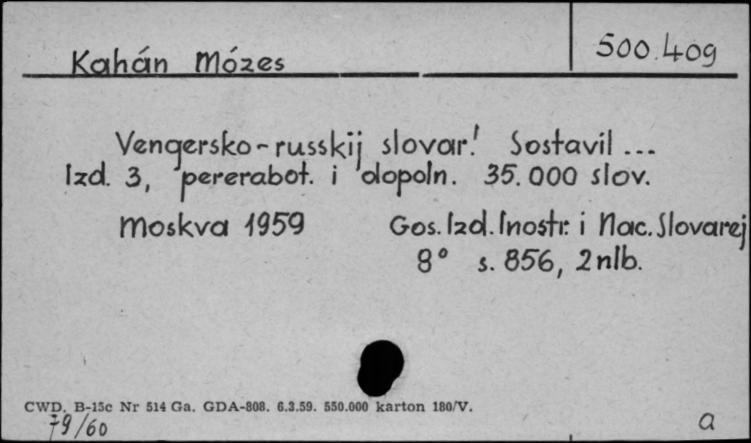 Kahán Mózes
500.409
Vengersko-russkij slovar! Sostavil ...
Izd. 3, pererabot. i dopoln. 35.000 slov.
Moskva 1959 Gos. Izd. Inostr. i Nac. Slovarej
8° s. 856, 2nlb.
CWD. B-15c Nr 514 Ga. GDA-808. 6.3.59. 550.000 karton 180/V.
79/60
a